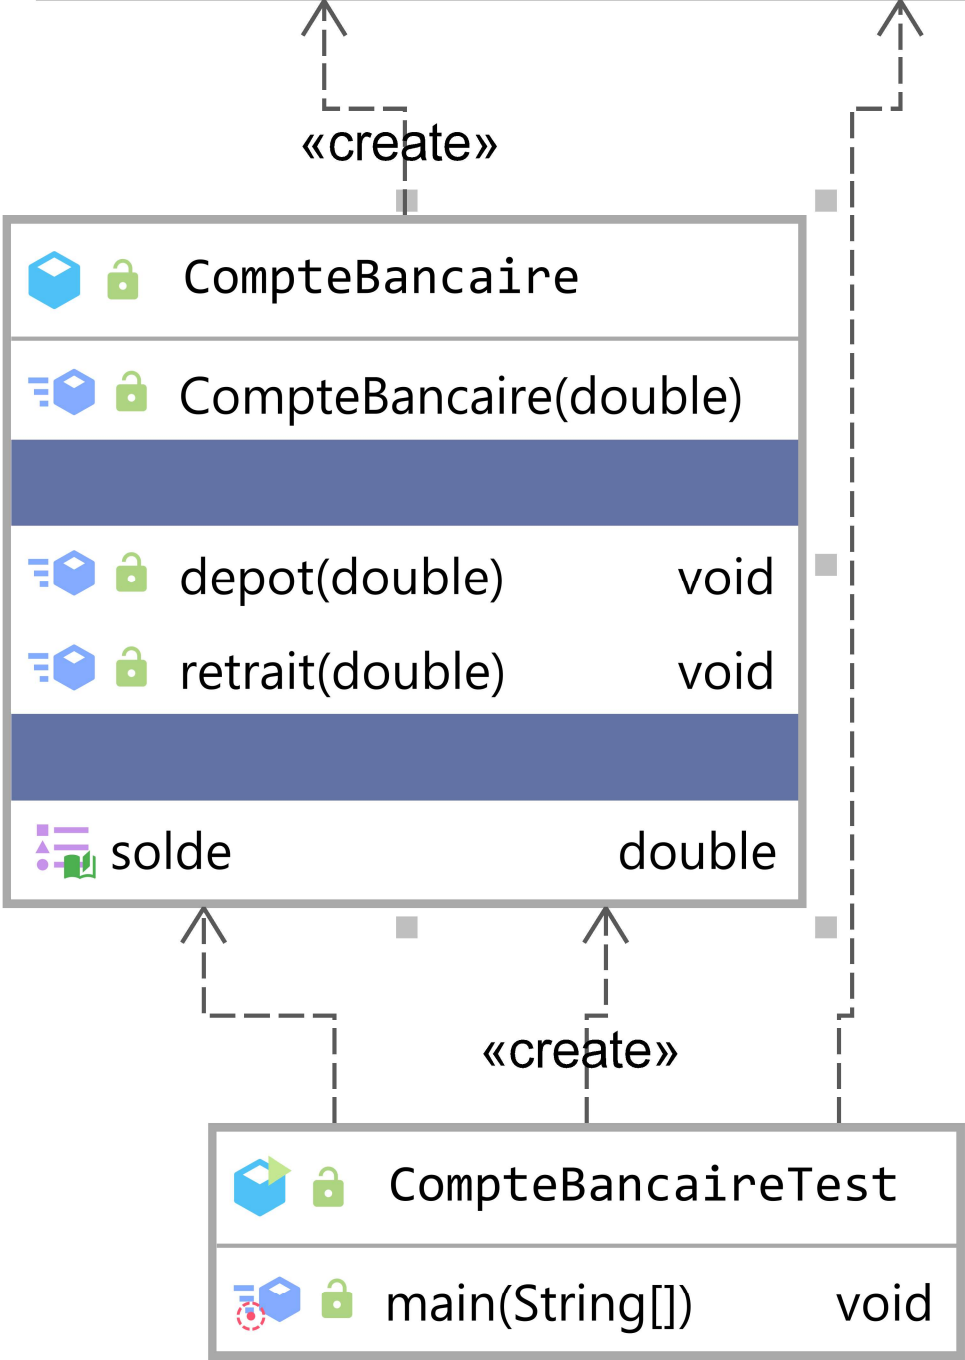 «create»
CompteBancaire
CompteBancaire(double)
depot(double) void
retrait(double) void
solde double
«create»
CompteBancaireTest
main(String[]) void